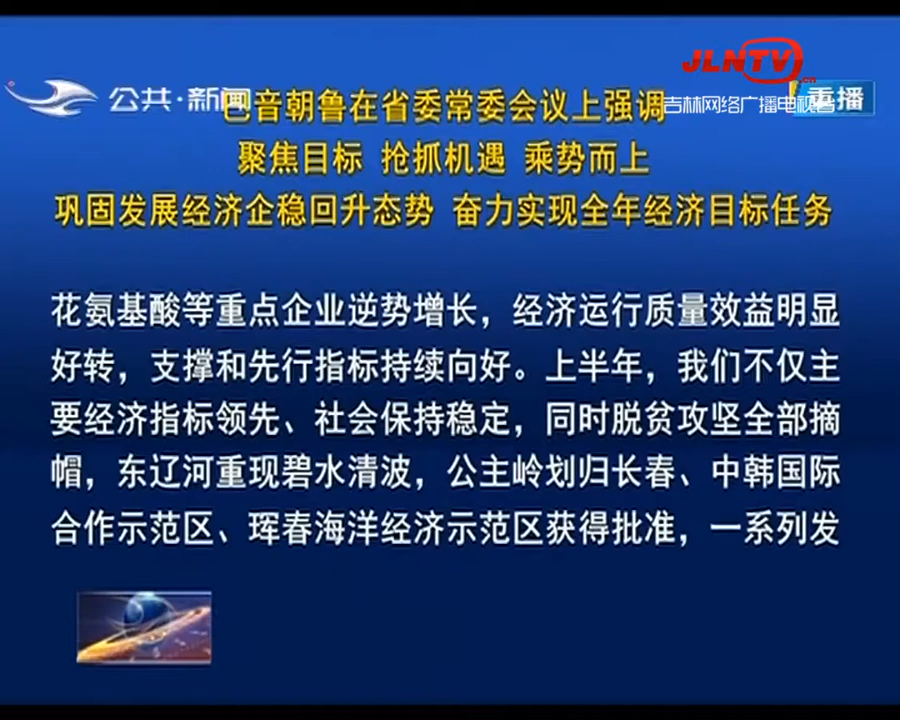 JLNTV.cn
吉林网络广播电视台
公共·新闻
重播
巴音朝鲁在省委常委会议上强调
聚焦目标 抢抓机遇 乘势而上
巩固发展经济企稳回升态势 奋力实现全年经济目标任务
花氨基酸等重点企业逆势增长，经济运行质量效益明显
好转，支撑和先行指标持续向好。上半年，我们不仅主
要经济指标领先、社会保持稳定，同时脱贫攻坚全部摘
帽，东辽河重现碧水清波，公主岭划归长春、中韩国际
合作示范区、珲春海洋经济示范区获得批准，一系列发